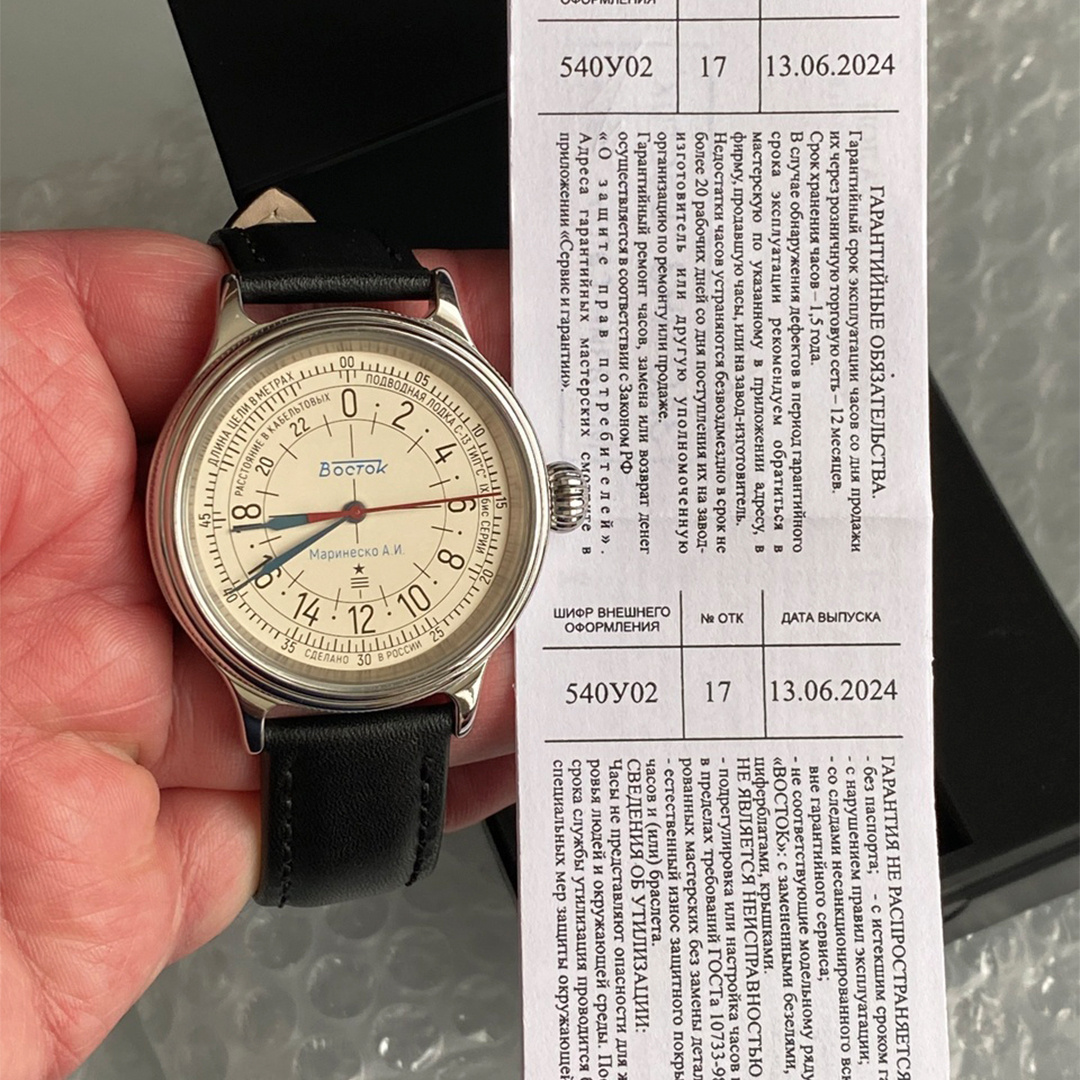 ДЛИНА ЦЕЛИ В МЕТРАХ
РАССТОЯНИЕ В КАБЕЛЬТОВЫХ
ПОДВОДНАЯ ЛОДКА С-13 ТИП "С" IX бис СЕРИИ
00
05
10
15
20
25
30
35
40
45
0
2
4
6
8
10
12
14
16
18
20
22
Восток
Маринеско А.И.
СДЕЛАНО В РОССИИ
ОФОРМЛЕНИЯ
540У02 17 13.06.2024
ГАРАНТИЙНЫЕ ОБЯЗАТЕЛЬСТВА.
Гарантийный срок эксплуатации часов со дня продажи
их через розничную торговую сеть – 12 месяцев.
Срок хранения часов – 1,5 года.
В случае обнаружения дефектов в период гарантийного
срока эксплуатации рекомендуем обратиться в
мастерскую по указанному в приложении адресу, в
фирму, продавшую часы, или на завод-изготовитель.
Недостатки часов устраняются безвозмездно в срок не
более 20 рабочих дней со дня поступления их на завод-
изготовитель или другую уполномоченную
организацию по ремонту или продаже.
Гарантийный ремонт часов, замена или возврат денег
осуществляется в соответствии с Законом РФ
«О защите прав потребителей».
Адреса гарантийных мастерских смотрите в
приложении «Сервис и гарантии».
ШИФР ВНЕШНЕГО ОФОРМЛЕНИЯ № ОТК ДАТА ВЫПУСКА
540У02 17 13.06.2024
ГАРАНТИЯ НЕ РАСПРОСТРАНЯЕТСЯ
- без паспорта; - с истекшим сроком
- с нарушением правил эксплуатации;
- со следами несанкционированного
вне гарантийного сервиса;
- не соответствующие модельному ряду
«ВОСТОК»: с замененными безелями,
циферблатами, крышками.
НЕ ЯВЛЯЕТСЯ НЕИСПРАВНОСТЬЮ
- подрегулировка или настройка часов
в пределах требований ГОСТа 10733-98
рованных мастерских без замены
- естественный износ защитного
часов и (или) браслета.
СВЕДЕНИЯ ОБ УТИЛИЗАЦИИ:
Часы не представляют опасности для
ровья людей и окружающей среды.
срока службы утилизация проводится
специальных мер защиты окружающей